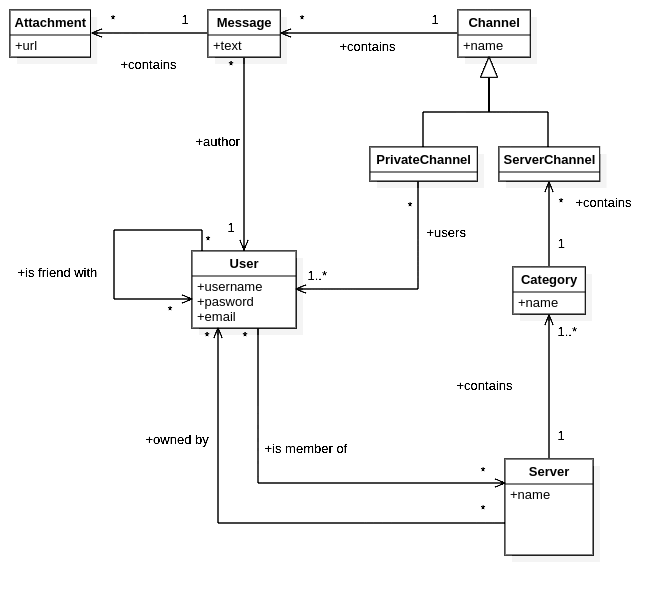 Attachment
+url
*
1
+contains
Message
+text
*
1
+contains
Channel
+name
*
+author
1
PrivateChannel
ServerChannel
*
+users
1..*
*
+contains
1
+is friend with
*
*
User
+username
+pasword
+email
Category
+name
1..*
+contains
1
*
*
+owned by
+is member of
*
*
Server
+name